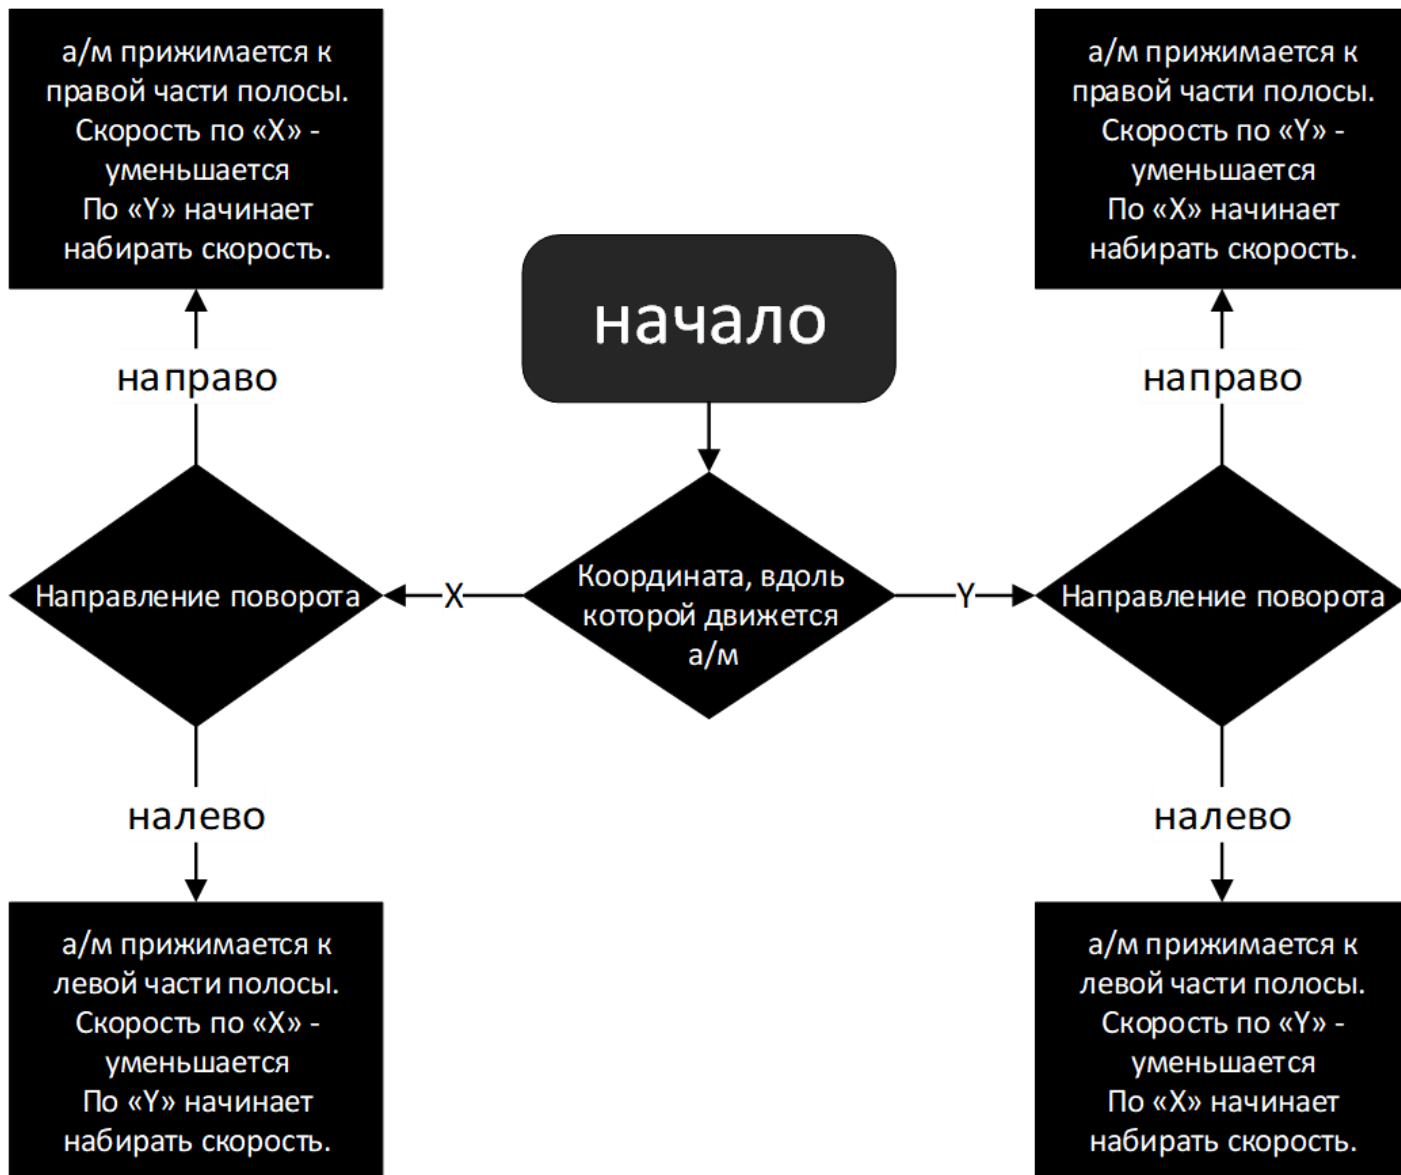 а/м прижимается к
правой части полосы.
Скорость по «X» -
уменьшается
По «Y» начинает
набирать скорость.
а/м прижимается к
правой части полосы.
Скорость по «Y» -
уменьшается
По «X» начинает
набирать скорость.
начало
направо
направо
Направление поворота
X
Координата, вдоль
которой движется
а/м
Y
Направление поворота
налево
налево
а/м прижимается к
левой части полосы.
Скорость по «X» -
уменьшается
По «Y» начинает
набирать скорость.
а/м прижимается к
левой части полосы.
Скорость по «Y» -
уменьшается
По «X» начинает
набирать скорость.